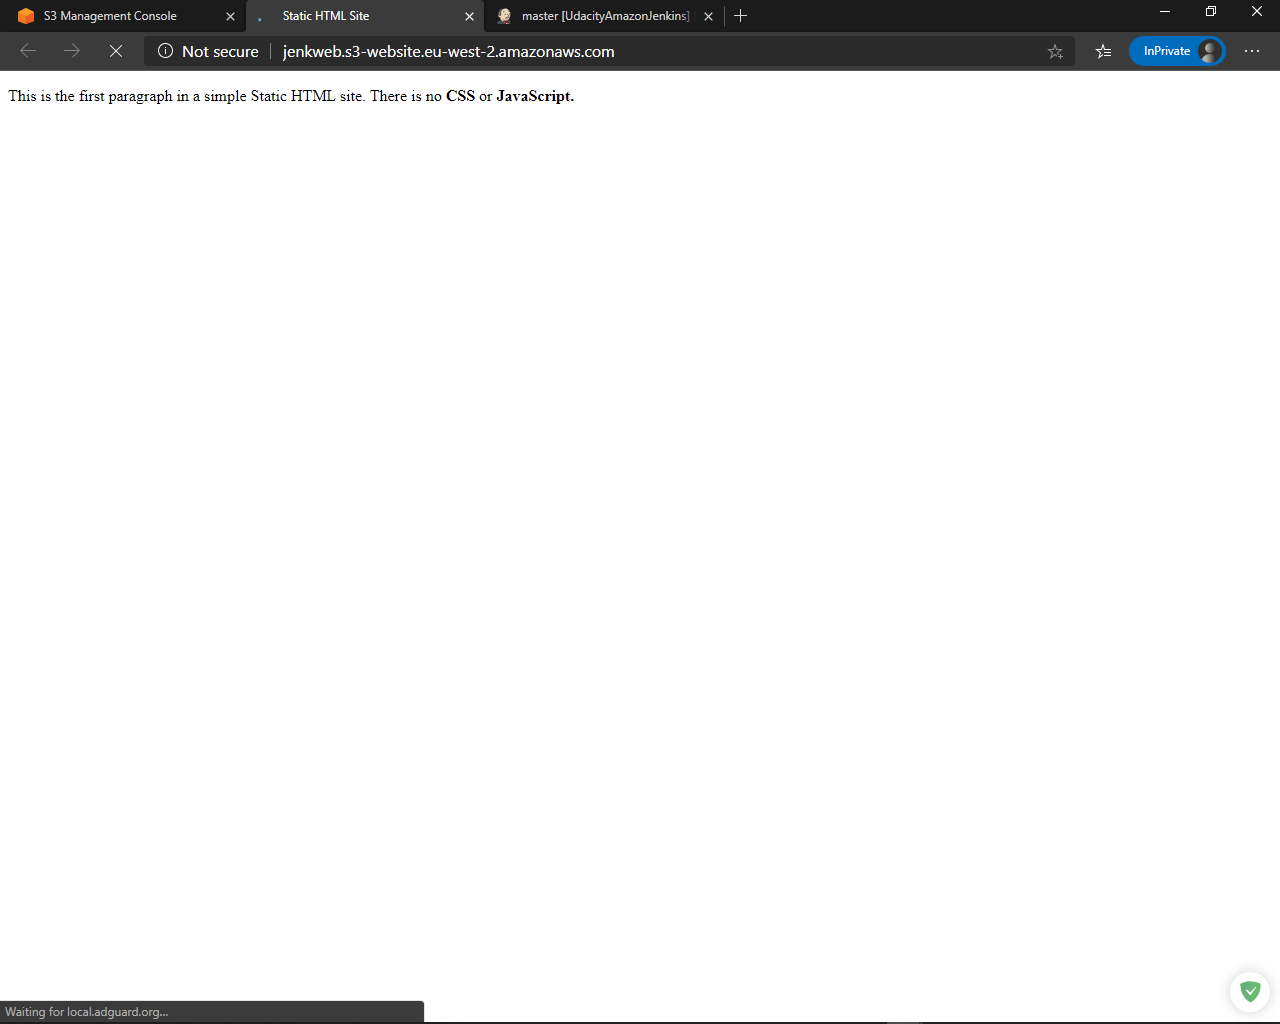 S3 Management Console
Static HTML Site
master [UdacityAmazonJenkins]
Not secure
jenkweb.s3-website.eu-west-2.amazonaws.com
InPrivate
This is the first paragraph in a simple Static HTML site. There is no CSS or JavaScript.
Waiting for local.adguard.org...